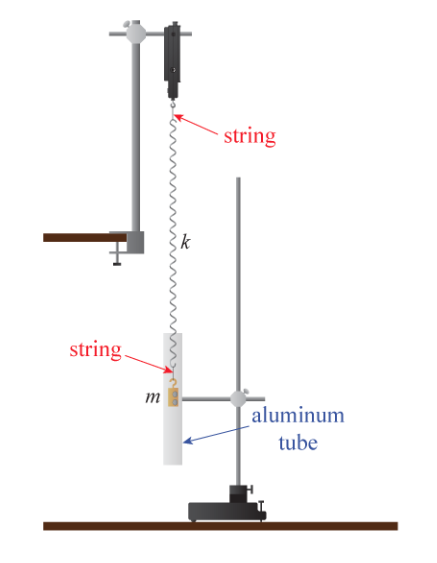 string
k
string
m
aluminum
tube